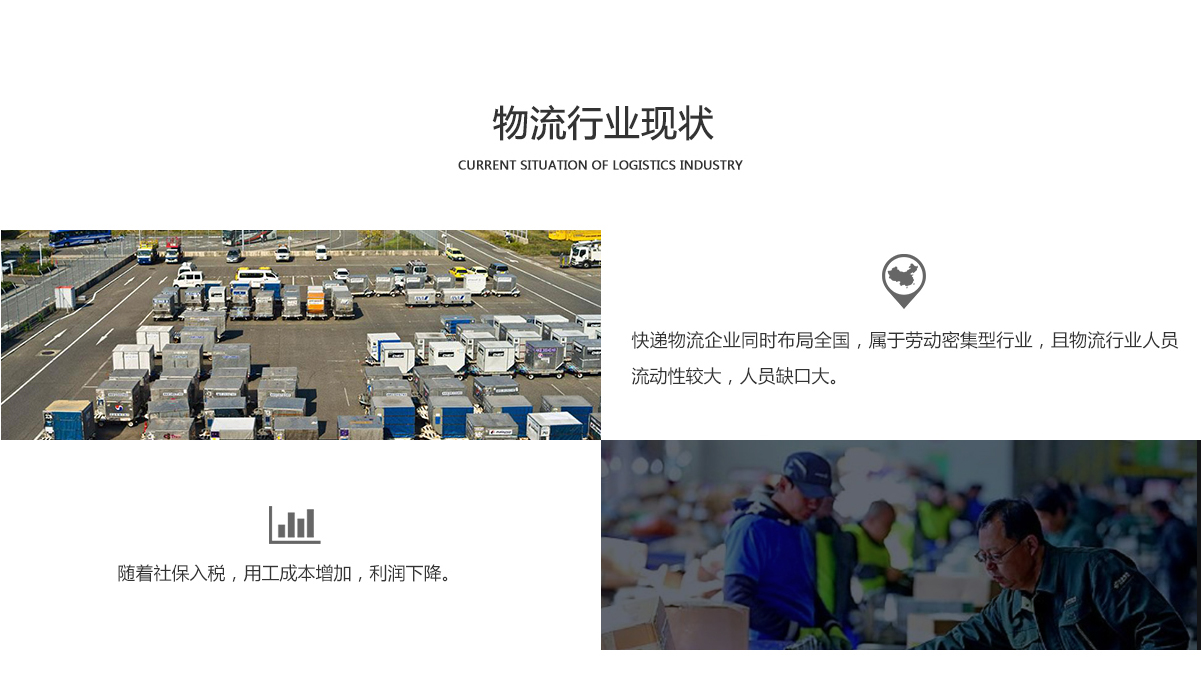 物流行业现状
CURRENT SITUATION OF LOGISTICS INDUSTRY
快递物流企业同时布局全国，属于劳动密集型行业，且物流行业人员
流动性较大，人员缺口大。
随着社保入税，用工成本增加，利润下降。